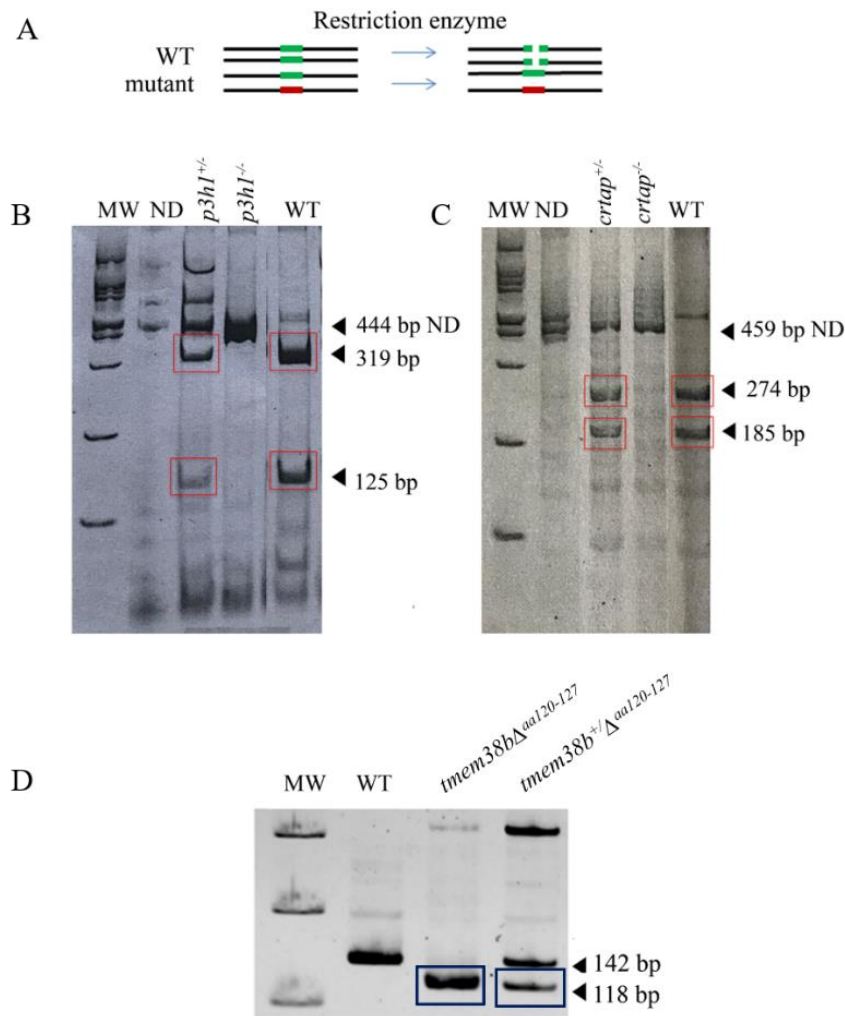 A
Restriction enzyme
WT
mutant
B
MW ND p3h1+/- p3h1-/- WT
444 bp ND
319 bp
125 bp
C
MW ND crtap+/- crtap-/- WT
459 bp ND
274 bp
185 bp
D
MW WT tmem38bΔaa120-127 tmem38b+/Δaa120-127
142 bp
118 bp